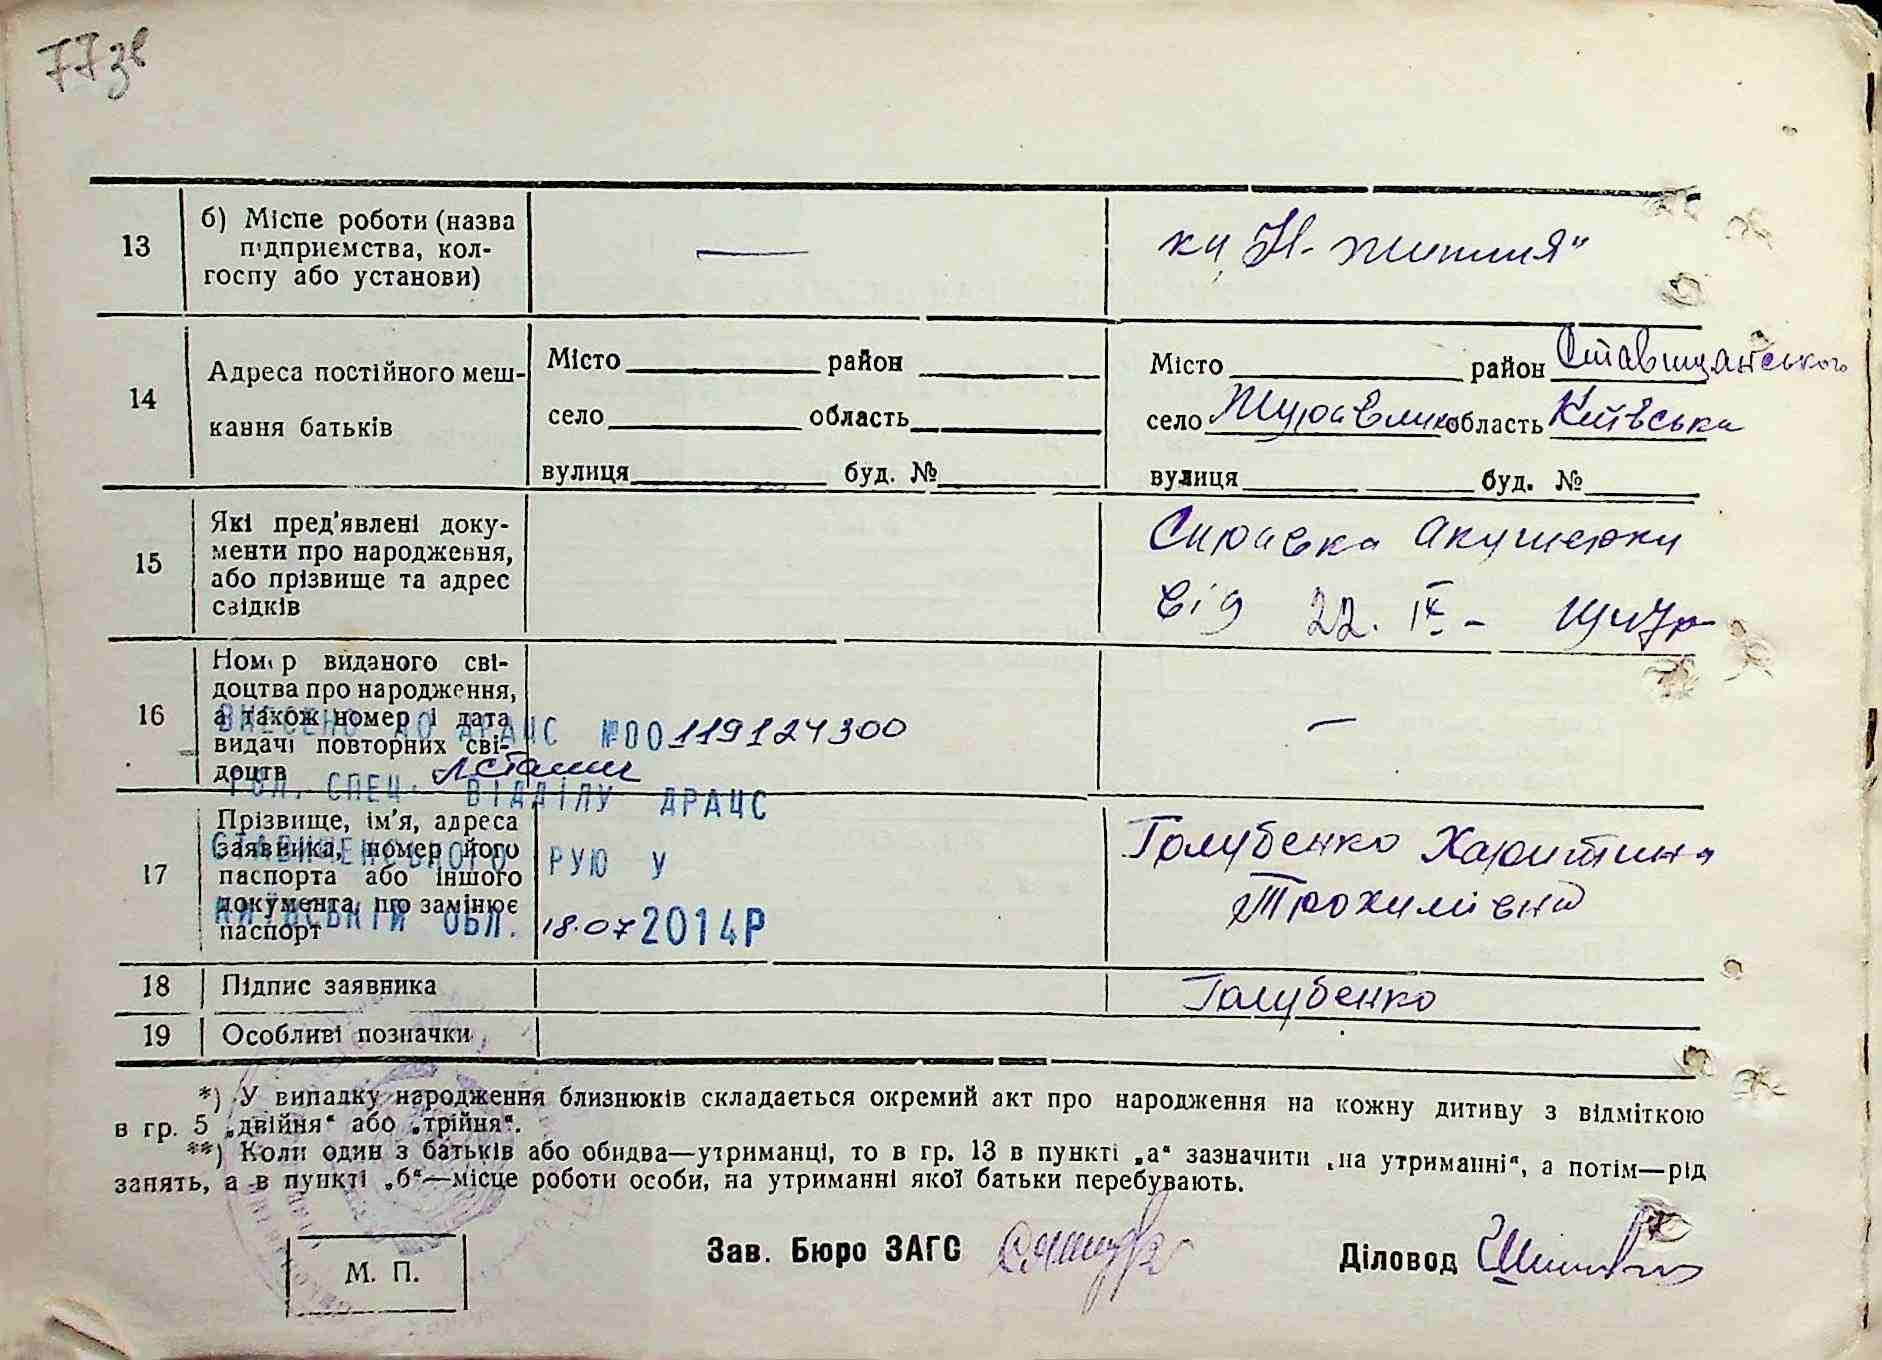 77зв
13
б) Місце роботи (назва
підприємства, кол-
госпу або установи)
—
кг „Н-життя"
14
Адреса постійного меш-
кання батьків
Місто район
село область
вулиця буд. №
Місто район Ставищанського
село Журавлиха область Київська
вулиця буд. №
15
Які пред'явлені доку-
менти про народження,
або прізвище та адрес
свідків
Справка акушерки
від 22. ІХ. -
16
Номер виданого сві-
доцтва про народження,
а також номер і дата
видачі повторних сві-
доцтв
—
ВНЕСЕНО ДО ДРАЦС №00119124300
ГОЛ. СПЕЦ. ВІДДІЛУ ДРАЦС
СТАВИЩЕНСЬКОГО РУЮ У
КИЇВСЬКІЙ ОБЛ. 18.07 2014Р
17
Прізвище, ім'я, адреса
заявника, номер його
паспорта або іншого
документа, що замінює
паспорт
Голубенко Харитина
Трохимівна
18
Підпис заявника
Голубенко
19
Особливі позначки
*) У випадку народження близнюків складається окремий акт про народження на кожну дитину з відміткою
в гр. 5 „двійня“ або „трійня“.
**) Коли один з батьків або обидва—утриманці, то в гр. 13 в пункті „а“ зазначити „на утриманні“, а потім—рід
занять, а в пункті „б“—місце роботи особи, на утриманні якої батьки перебувають.
М. П.
Зав. Бюро ЗАГС
Діловод